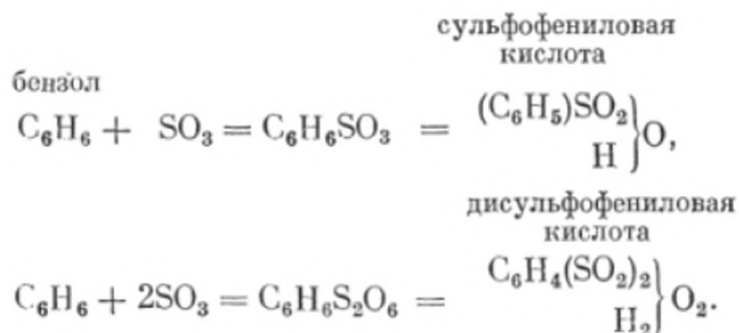 сульфофениловая
кислота
бензол
C₆H₆ + SO₃ = C₆H₆SO₃ = (C₆H₅)SO₂
H } O,
дисульфофениловая
кислота
C₆H₆ + 2SO₃ = C₆H₆S₂O₆ = C₆H₄(SO₂)₂
H₂ } O₂.